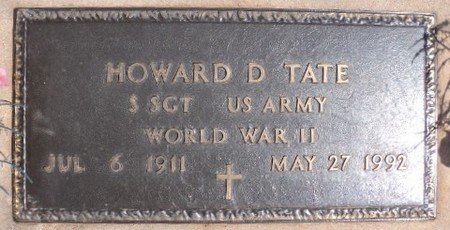 HOWARD D TATE
S SGT US ARMY
WORLD WAR II
JUL 6 1911 MAY 27 1992